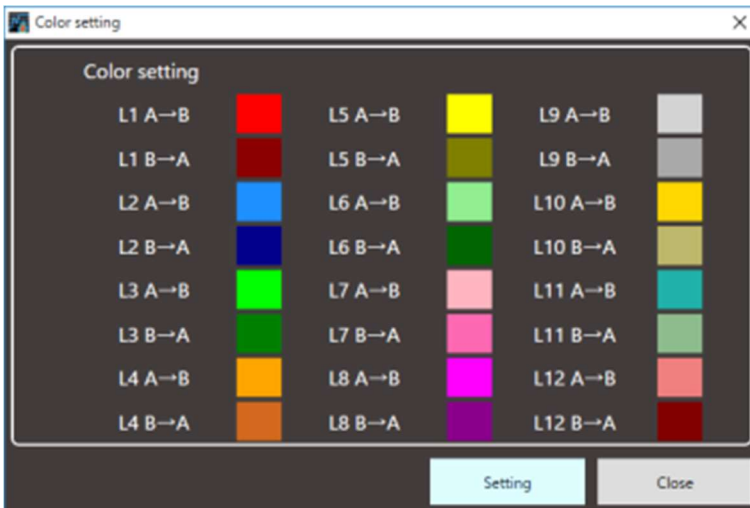 Color setting
Color setting
L1 A→B L5 A→B L9 A→B
L1 B→A L5 B→A L9 B→A
L2 A→B L6 A→B L10 A→B
L2 B→A L6 B→A L10 B→A
L3 A→B L7 A→B L11 A→B
L3 B→A L7 B→A L11 B→A
L4 A→B L8 A→B L12 A→B
L4 B→A L8 B→A L12 B→A
Setting Close